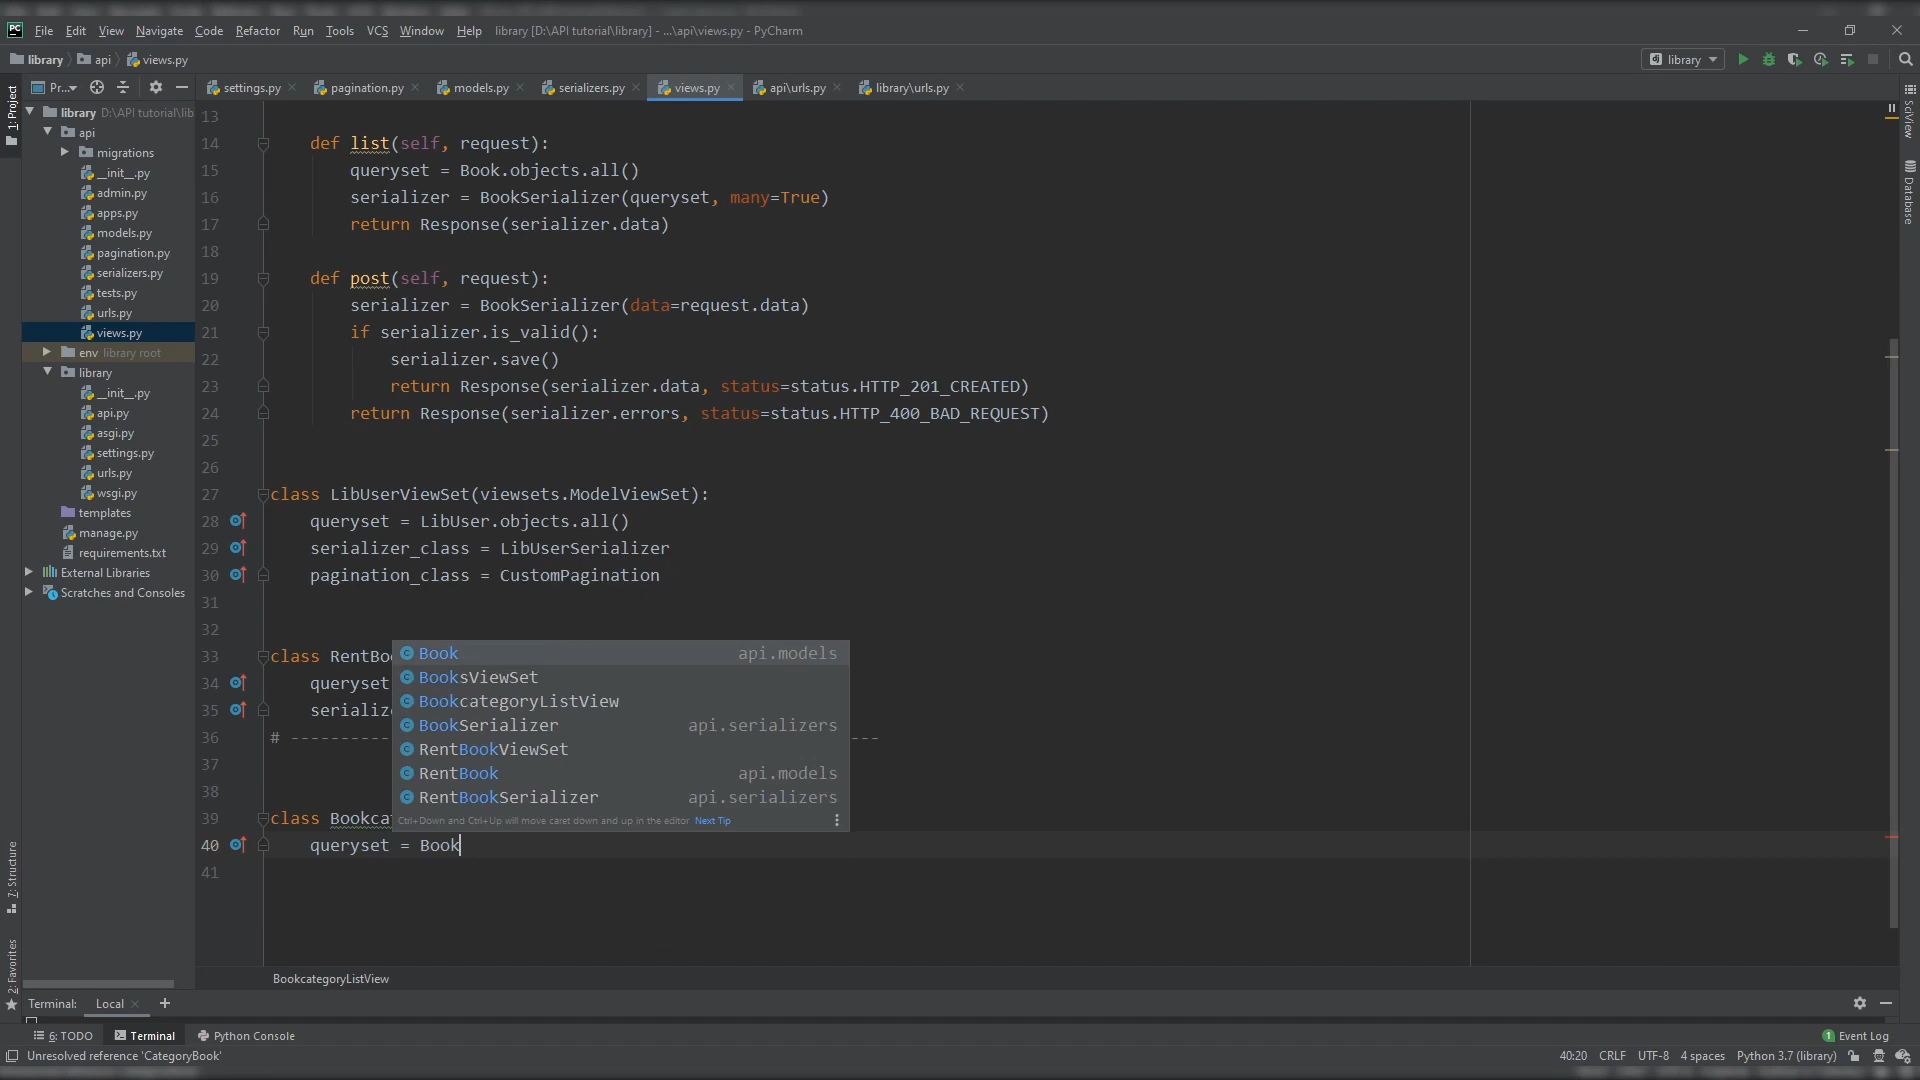 File Edit View Navigate Code Refactor Run Tools VCS Window Help library [D:\API tutorial\library] - ...\api\views.py - PyCharm
library api views.py library
Pr... settings.py pagination.py models.py serializers.py views.py api\urls.py library\urls.py
1: Project
SciView
Database
7: Structure
2: Favorites
library D:\API tutorial\lib
api
migrations
__init__.py
admin.py
apps.py
models.py
pagination.py
serializers.py
tests.py
urls.py
views.py
env library root
library
__init__.py
api.py
asgi.py
settings.py
urls.py
wsgi.py
templates
manage.py
requirements.txt
External Libraries
Scratches and Consoles
13
14 def list(self, request):
15 queryset = Book.objects.all()
16 serializer = BookSerializer(queryset, many=True)
17 return Response(serializer.data)
18
19 def post(self, request):
20 serializer = BookSerializer(data=request.data)
21 if serializer.is_valid():
22 serializer.save()
23 return Response(serializer.data, status=status.HTTP_201_CREATED)
24 return Response(serializer.errors, status=status.HTTP_400_BAD_REQUEST)
25
26
27 class LibUserViewSet(viewsets.ModelViewSet):
28 queryset = LibUser.objects.all()
29 serializer_class = LibUserSerializer
30 pagination_class = CustomPagination
31
32
33 class RentBo
34 queryset
35 serializ
36 # ---------- ---
37
38
39 class Bookca
40 queryset = Book
41
Book api.models
BooksViewSet
BookcategoryListView
BookSerializer api.serializers
RentBookViewSet
RentBook api.models
RentBookSerializer api.serializers
Ctrl+Down and Ctrl+Up will move caret down and up in the editor Next Tip
BookcategoryListView
Terminal: Local +
6: TODO Terminal Python Console 1 Event Log
Unresolved reference 'CategoryBook' 40:20 CRLF UTF-8 4 spaces Python 3.7 (library)